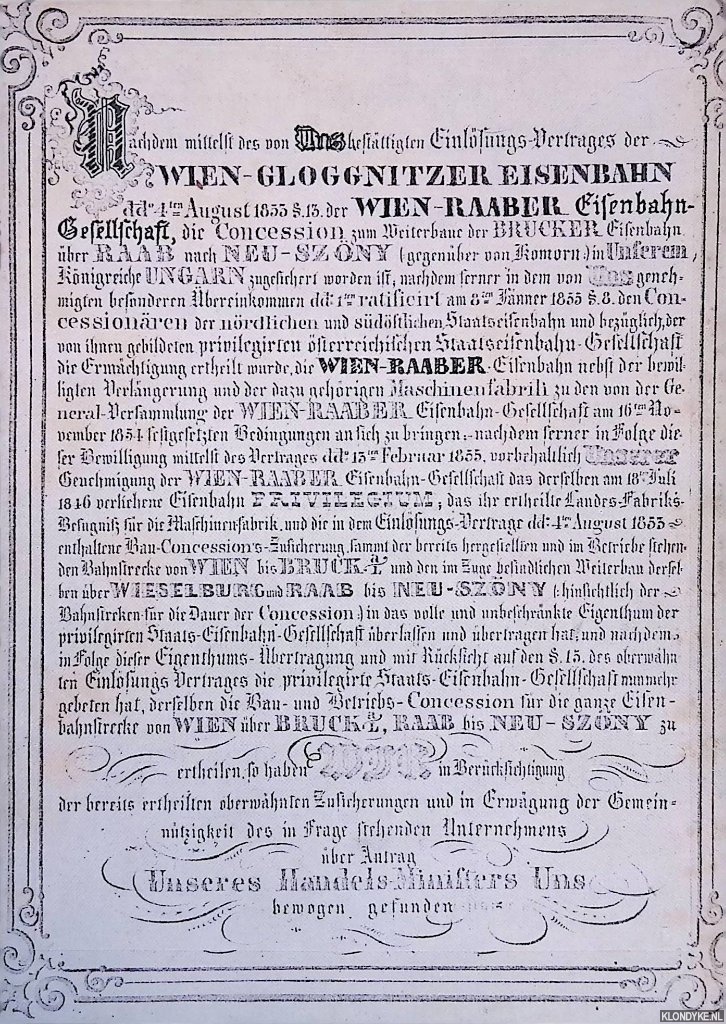 Nachdem mittelst des von Uns bestättigten Einlösungs-Vertrages der
WIEN-GLOGGNITZER EISENBAHN
ddo 4ten August 1853 §.13. der WIEN-RAABER Eisenbahn-
Gesellschaft, die Concession zum Weiterbaue der BRUCKER Eisenbahn
über RAAB nach NEU-SZÖNY (gegenüber von Komorn) in Unserem
Königreiche UNGARN zugesichert worden ist, nachdem ferner in dem von Uns geneh-
migten besonderen Übereinkommen ddo 1ten ratificirt am 8ten Jänner 1855 §.8. den Con-
cessionären der nördlichen und südöstlichen Staatseisenbahn und bezüglich, der
von ihnen gebildeten privilegirten österreichischen Staatseisenbahn-Gesellschaft
die Ermächtigung ertheilt wurde, die WIEN-RAABER Eisenbahn nebst der bewil-
ligten Verlängerung und der dazu gehörigen Maschinenfabrik zu den von der Ge-
neral-Versammlung der WIEN-RAABER Eisenbahn-Gesellschaft am 16ten No-
vember 1854 festgesetzten Bedingungen an sich zu bringen,-nachdem ferner in Folge die-
ser Bewilligung mittelst des Vertrages ddo 13ten Februar 1855. vorbehaltlich Unserer
Genehmigung der WIEN-RAABER Eisenbahn-Gesellschaft das derselben am 18ten Juli
1846 verliehene Eisenbahn PRIVILEGIUM, das ihr ertheilte Landes-Fabriks-
Befugniß für die Maschinenfabrik, und die in dem Einlösungs-Vertrage ddo 4ten August 1853
enthaltene Bau-Concessions-Zusicherung, sammt der bereits hergestellten und im Betriebe stehen-
den Bahnstrecke von WIEN bis BRUCK a/L und den im Zuge befindlichen Weiterbau dersel-
ben über WIESELBURG und RAAB bis NEU-SZÖNY (:hinsichtlich der
Bahnstrecken für die Dauer der Concession:) in das volle und unbeschränkte Eigenthum der
privilegirten Staats-Eisenbahn-Gesellschaft überlassen und übertragen hat, und nachdem
in Folge dieser Eigenthums-Übertragung und mit Rücksicht auf den §.13. des oberwähn-
ten Einlösungs Vertrages die privilegirte Staats-Eisenbahn-Gesellschaft nunmehr
gebeten hat, derselben die Bau- und Betriebs-Concession für die ganze Eisen-
bahnstrecke von WIEN über BRUCK a/L, RAAB bis NEU-SZÖNY zu
ertheilen, so haben WIR in Berücksichtigung
der bereits ertheilten oberwähnten Zusicherungen und in Erwägung der Gemein-
nützigkeit des in Frage stehenden Unternehmens
über Antrag
Unseres Handels-Ministers Uns
bewogen gefunden
KLONDYKE.NL